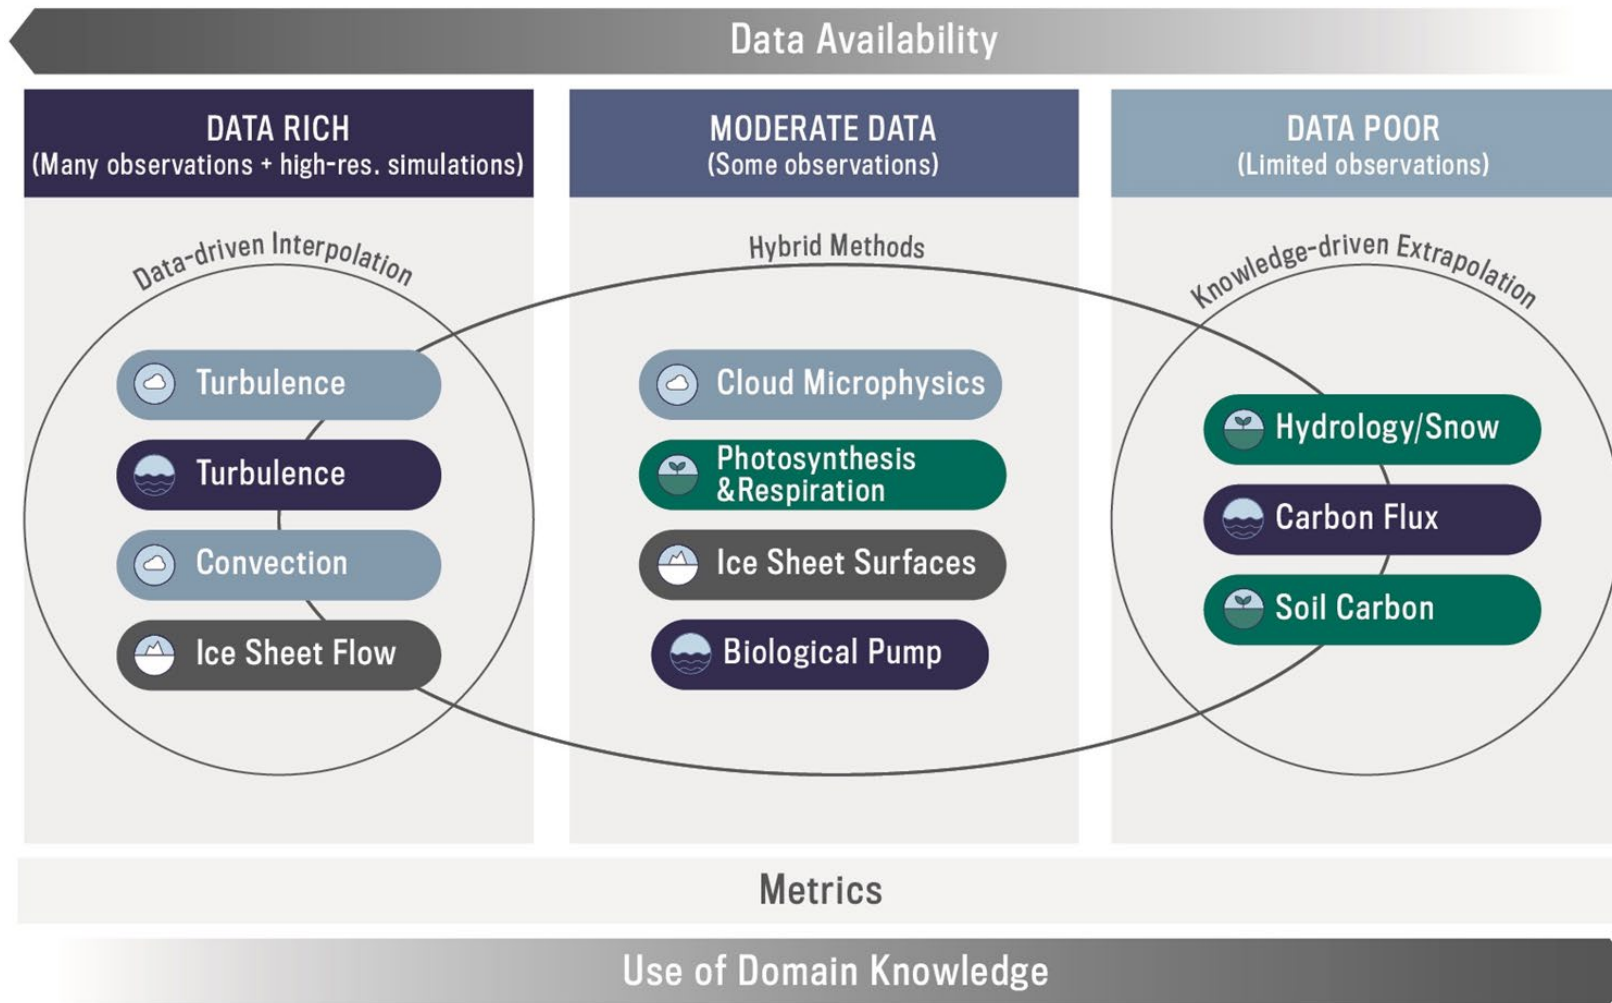 Data Availability
DATA RICH
(Many observations + high-res. simulations)
MODERATE DATA
(Some observations)
DATA POOR
(Limited observations)
Data-driven Interpolation
Hybrid Methods
Knowledge-driven Extrapolation
Turbulence
Turbulence
Convection
Ice Sheet Flow
Cloud Microphysics
Photosynthesis
&Respiration
Ice Sheet Surfaces
Biological Pump
Hydrology/Snow
Carbon Flux
Soil Carbon
Metrics
Use of Domain Knowledge